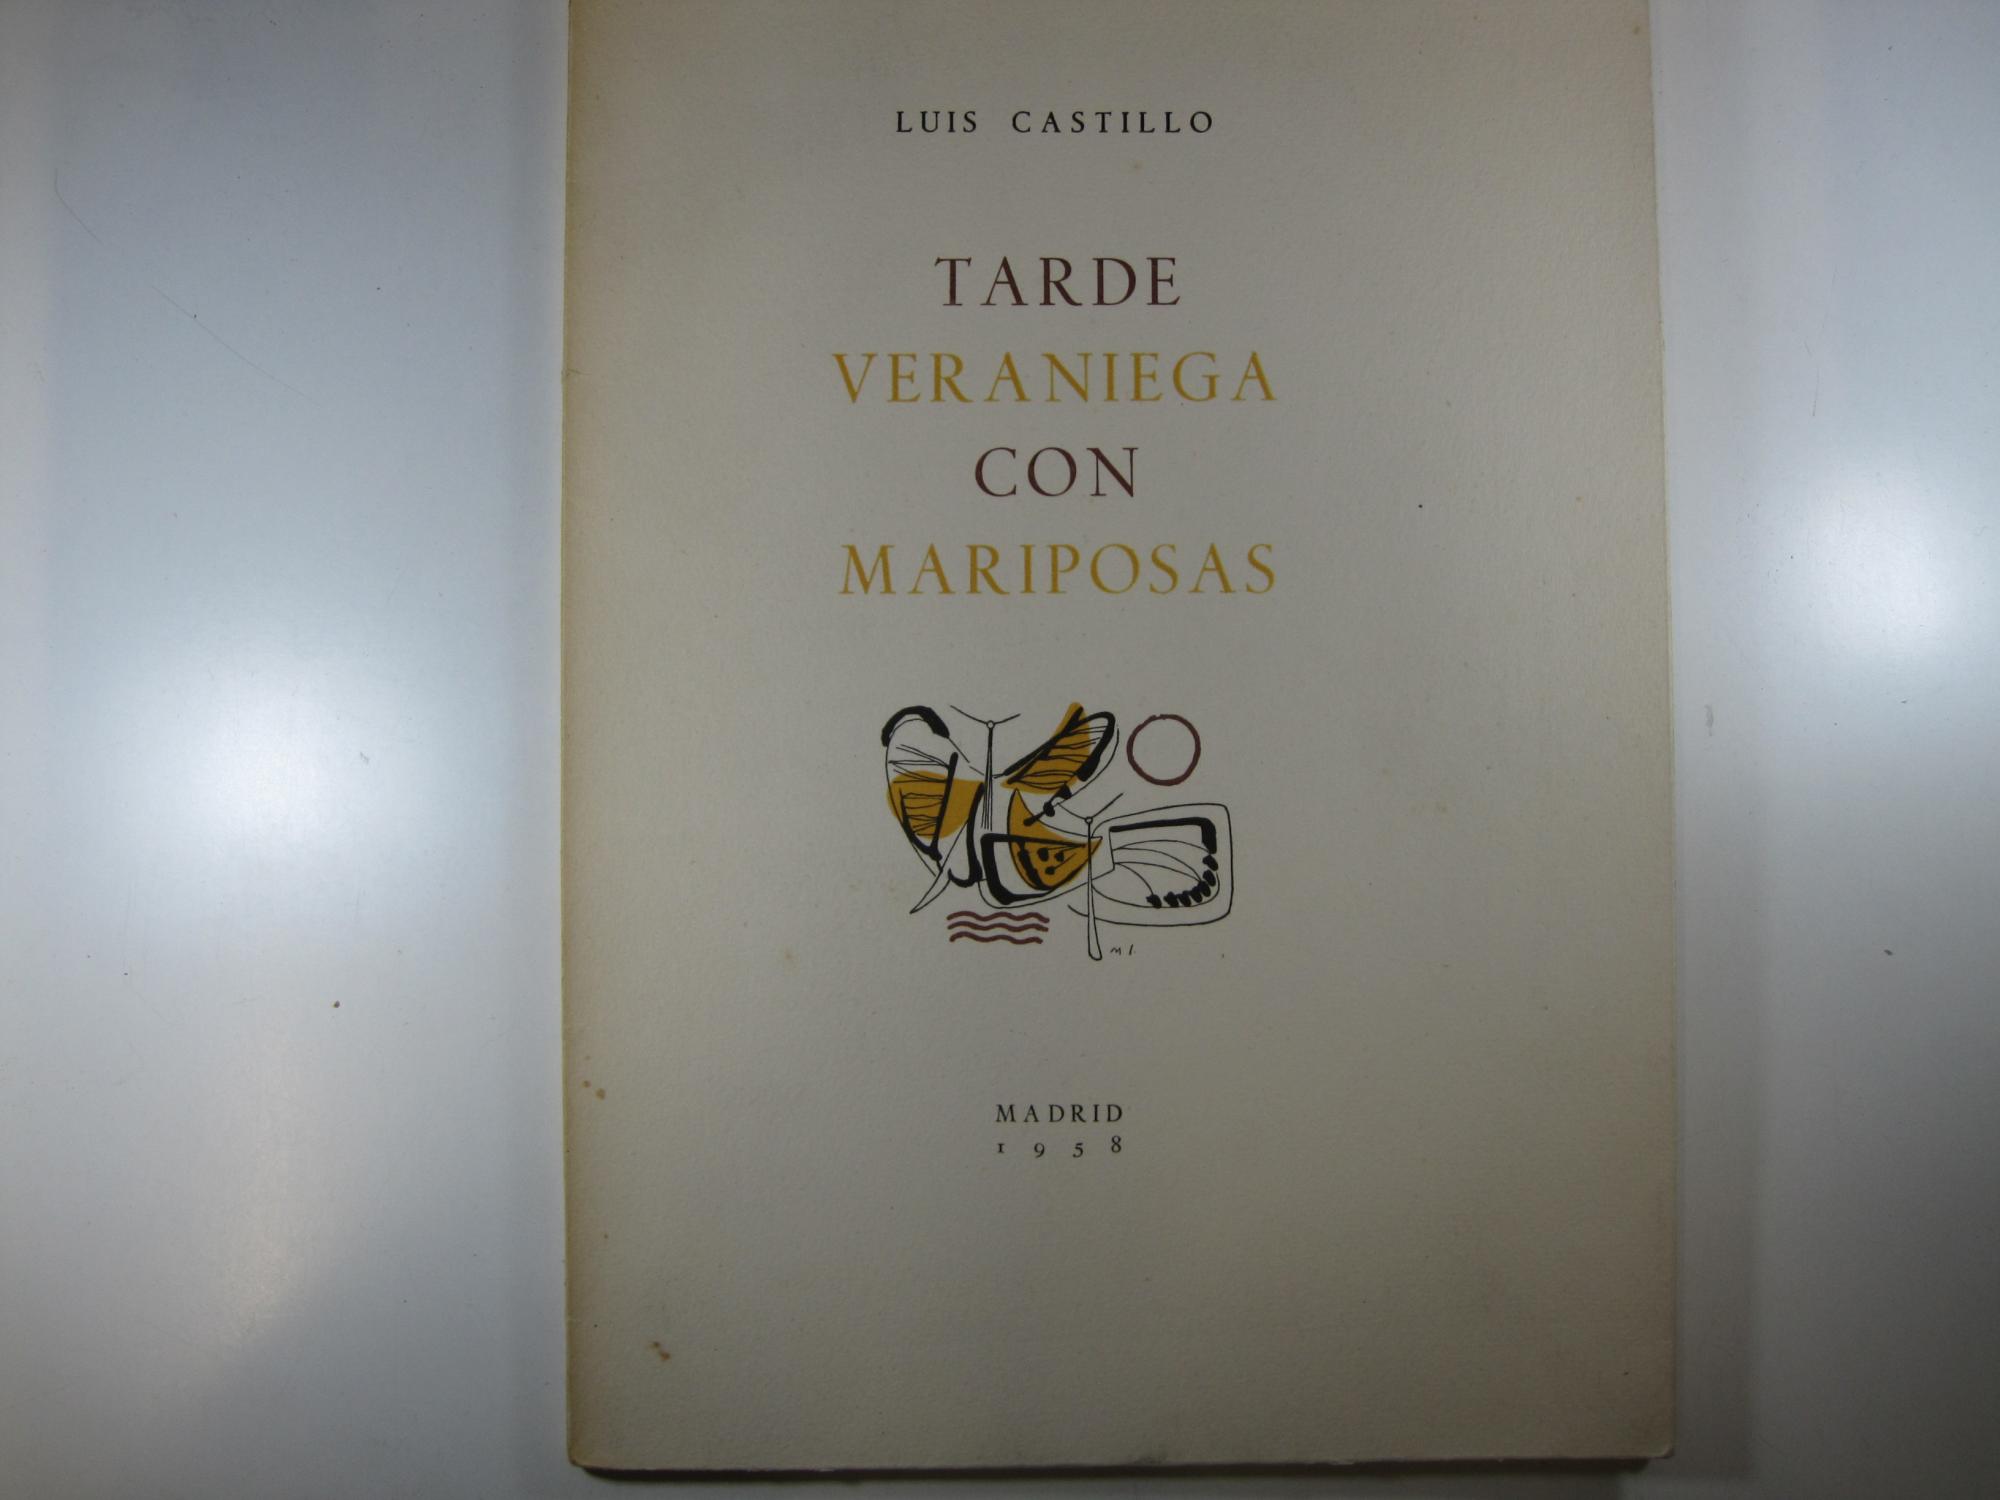 LUIS CASTILLO
TARDE
VERANIEGA
CON
MARIPOSAS
M I.
MADRID
1958